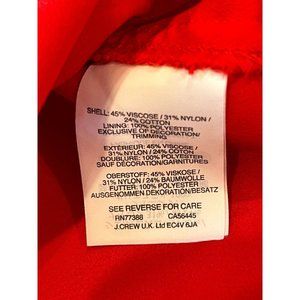 SHELL: 45% VISCOSE / 31% NYLON /
24% COTTON
LINING: 100% POLYESTER
EXCLUSIVE OF DECORATION/
TRIMMING
EXTÉRIEUR: 45% VISCOSE /
31% NYLON / 24% COTON
DOUBLURE: 100% POLYESTER
SAUF DÉCORATION/GARNITURES
OBERSTOFF: 45% VISKOSE /
31% NYLON / 24% BAUMWOLLE
FUTTER: 100% POLYESTER
AUSGENOMMEN DEKORATION/BESATZ
SEE REVERSE FOR CARE
RN77388 CA56445
J.CREW U.K. Ltd EC4V 6JA